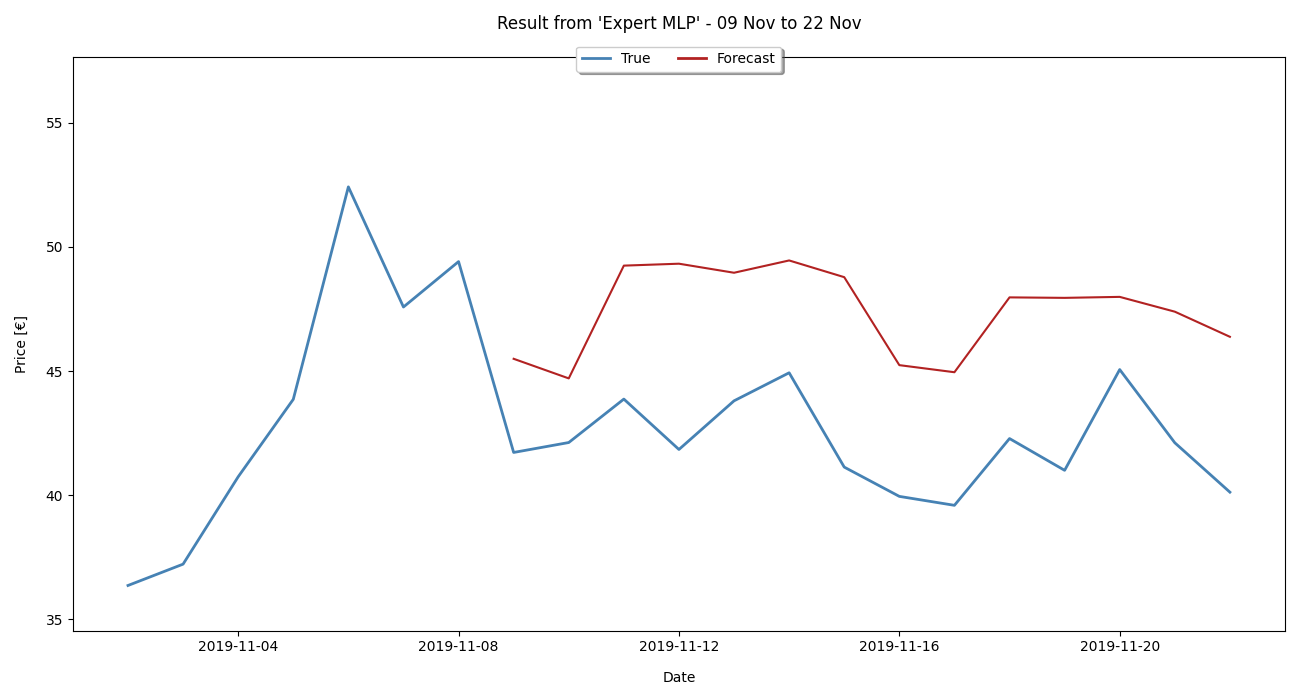 Result from 'Expert MLP' - 09 Nov to 22 Nov
True Forecast
55
50
45
40
35
Price [€]
2019-11-04 2019-11-08 2019-11-12 2019-11-16 2019-11-20
Date